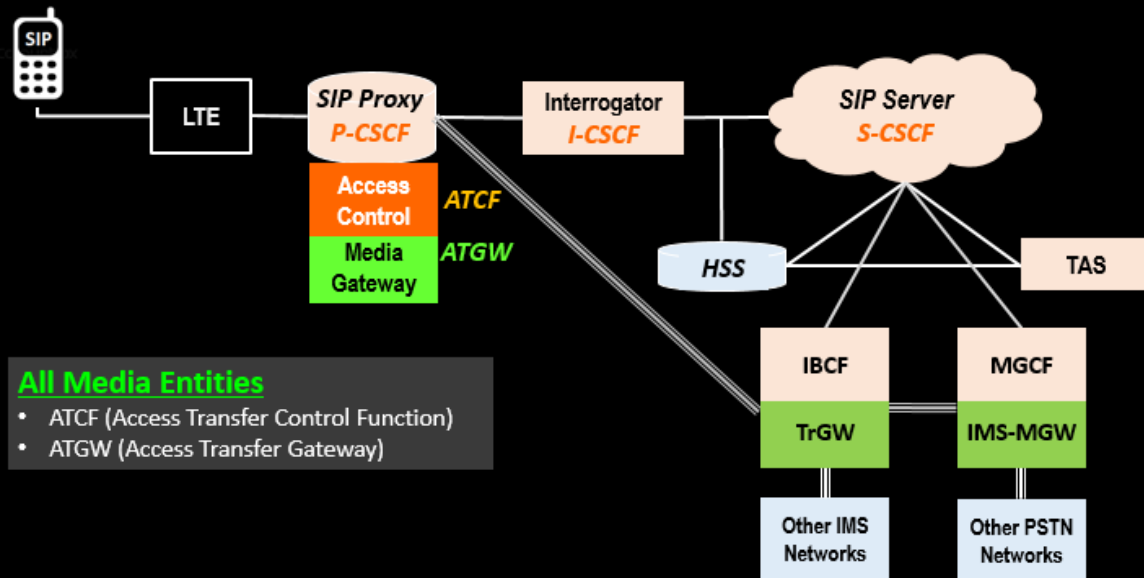 SIP
LTE
SIP Proxy
P-CSCF
Interrogator
I-CSCF
SIP Server
S-CSCF
Access
Control
ATCF
Media
Gateway
ATGW
HSS
TAS
IBCF
MGCF
TrGW
IMS-MGW
Other IMS
Networks
Other PSTN
Networks
All Media Entities
• ATCF (Access Transfer Control Function)
• ATGW (Access Transfer Gateway)